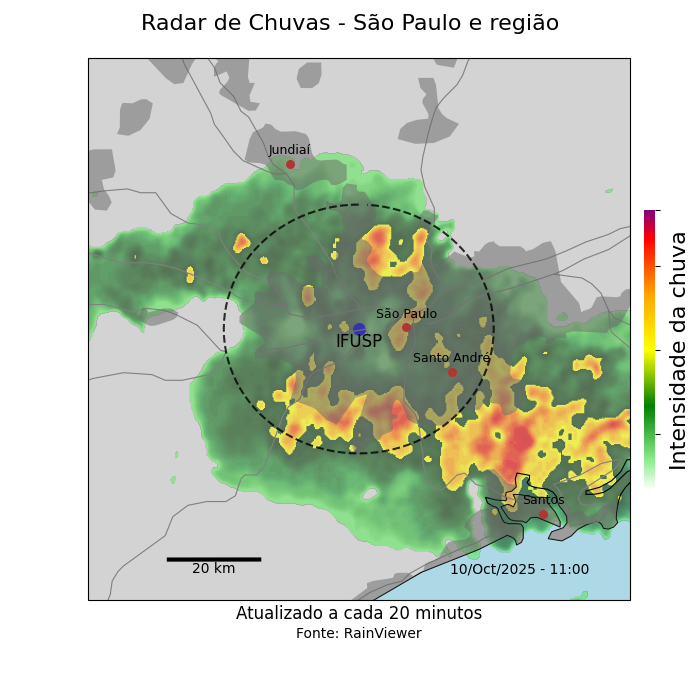 Radar de Chuvas - São Paulo e região
Jundiaí
São Paulo
IFUSP
Santo André
Intensidade da chuva
Santos
20 km
10/Oct/2025 - 11:00
Atualizado a cada 20 minutos
Fonte: RainViewer